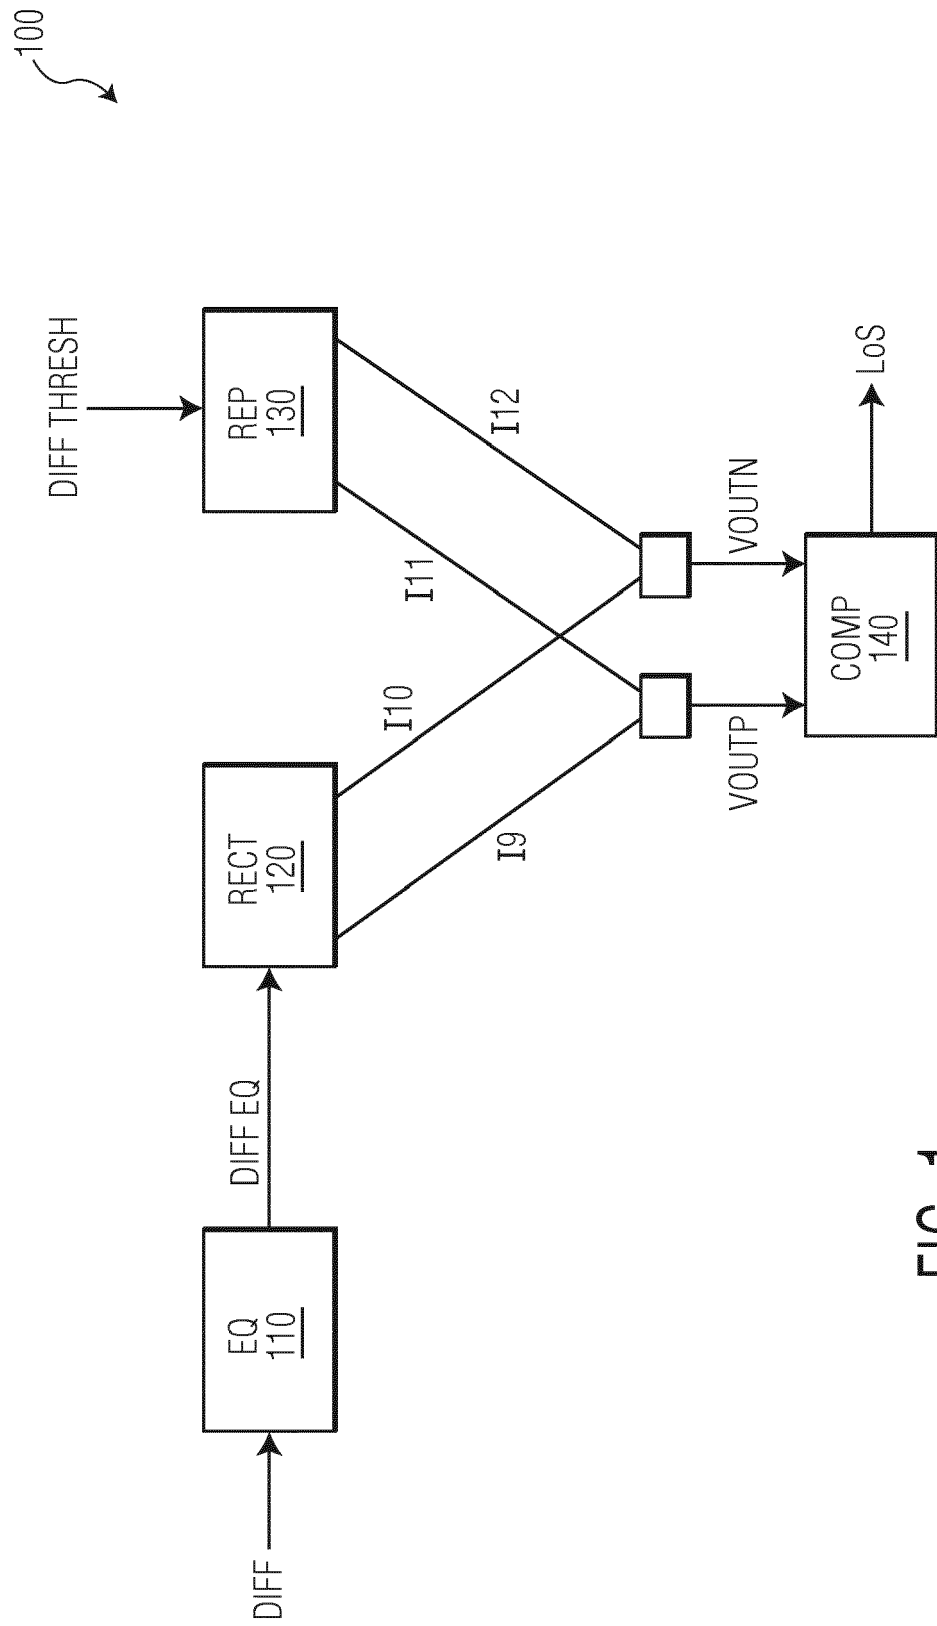 100
DIFF
EQ
110
DIFF EQ
RECT
120
DIFF THRESH
REP
130
I9
I10
I11
I12
VOUTP
VOUTN
COMP
140
LoS